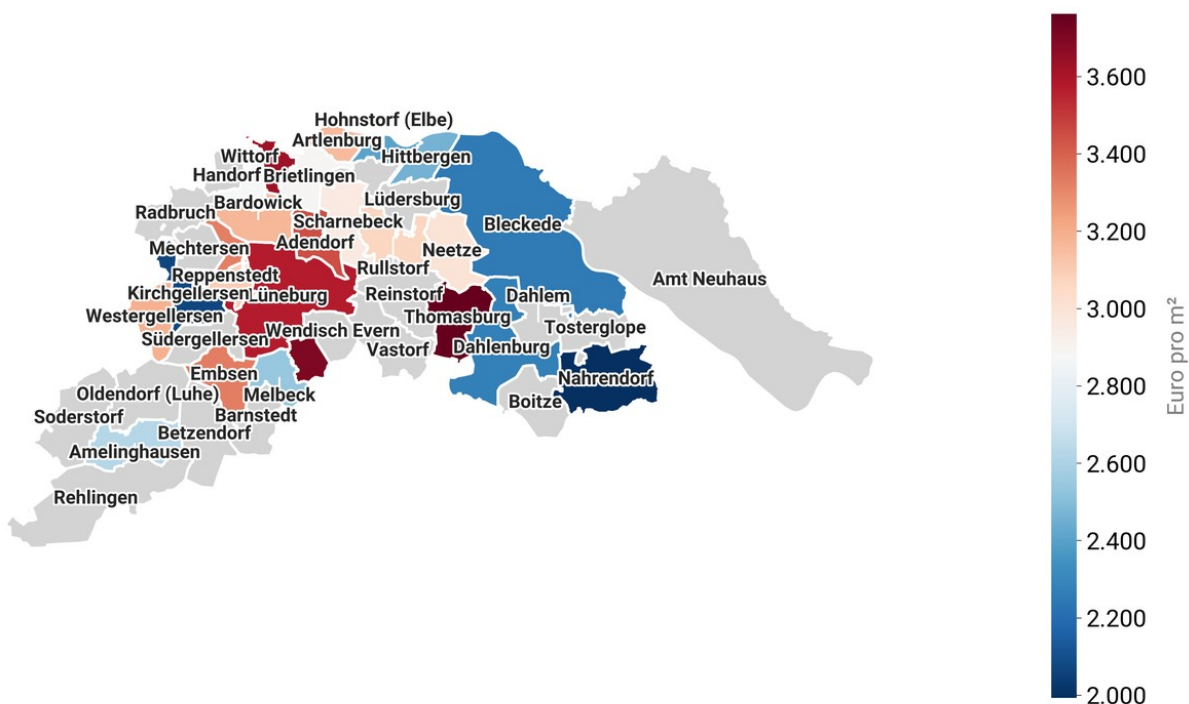 Hohnstorf (Elbe)
Artlenburg
Wittorf
Hittbergen
Handorf
Brietlingen
Bardowick
Lüdersburg
Radbruch
Scharnebeck
Bleckede
Adendorf
Mechtersen
Neetze
Rullstorf
Reppenstedt
Amt Neuhaus
Kirchgellersen
Lüneburg
Reinstorf
Dahlem
Westergellersen
Thomasburg
Wendisch Evern
Tosterglope
Südergellersen
Vastorf
Dahlenburg
Embsen
Nahrendorf
Oldendorf (Luhe)
Melbeck
Boitze
Soderstorf
Barnstedt
Betzendorf
Amelinghausen
Rehlingen
3.600
3.400
3.200
3.000
2.800
2.600
2.400
2.200
2.000
Euro pro m²